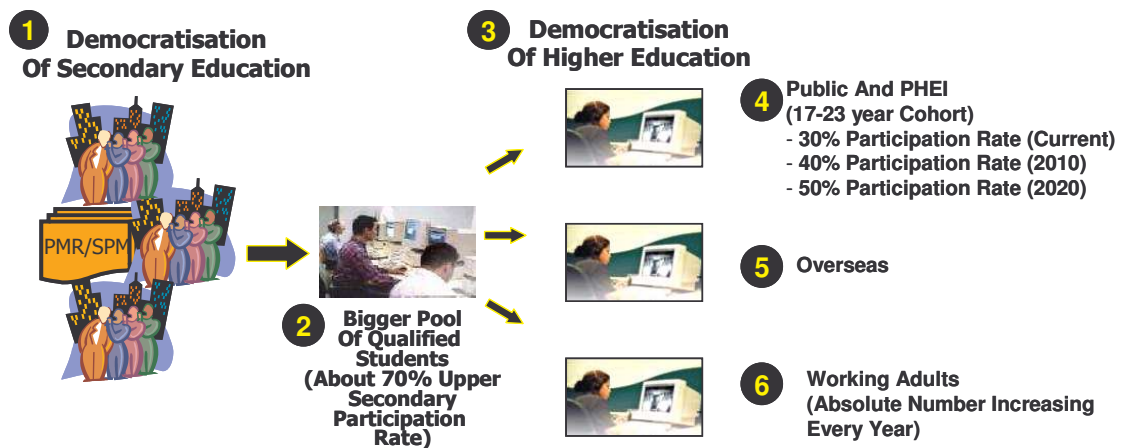 1
Democratisation
Of Secondary Education
PMR/SPM
2
Bigger Pool
Of Qualified
Students
(About 70% Upper
Secondary
Participation
Rate)
3
Democratisation
Of Higher Education
4
Public And PHEI
(17-23 year Cohort)
- 30% Participation Rate (Current)
- 40% Participation Rate (2010)
- 50% Participation Rate (2020)
5
Overseas
6
Working Adults
(Absolute Number Increasing
Every Year)